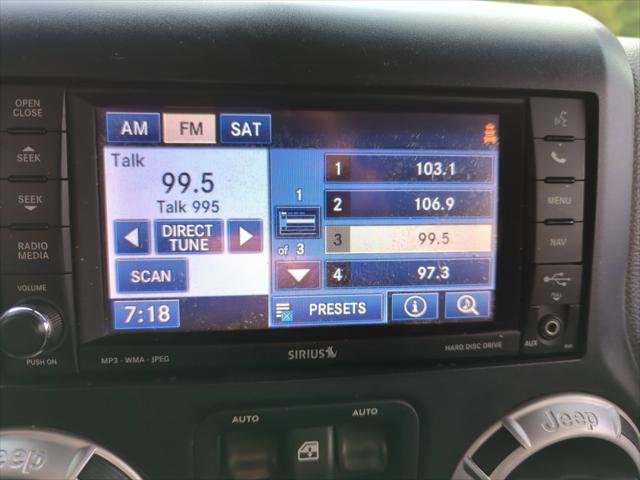 OPEN
CLOSE
SEEK
SEEK
RADIO
MEDIA
VOLUME
PUSH ON
AM FM SAT
Talk
99.5
Talk 995
DIRECT
TUNE
SCAN
7:18
1
of 3
1 103.1
2 106.9
3 99.5
4 97.3
PRESETS
MENU
NAV
AUX
MP3 - WMA - JPEG
SIRIUS
HARD DISC DRIVE
AUTO
AUTO
Jeep
Jeep